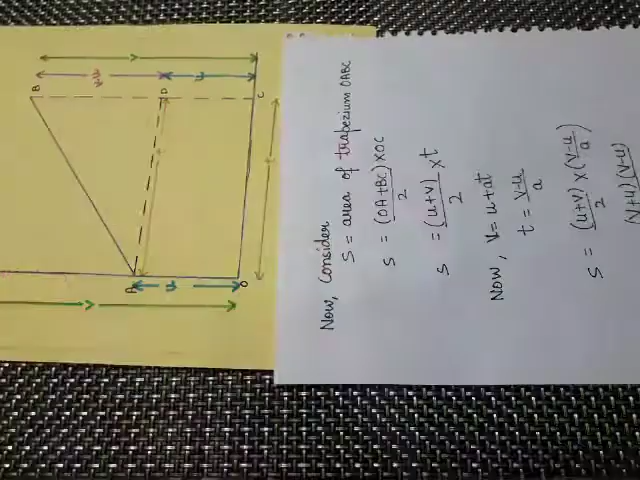 B
v
v-u
u
D
C
t
t
A
u
O
v
Now, Consider
S = area of trapezium OABC
S = (OA+BC)/2 × OC
S = (u+v)/2 × t
Now, v = u+at
t = v-u/a
S = (u+v)/2 × (v-u/a)
(v+u)(v-u)